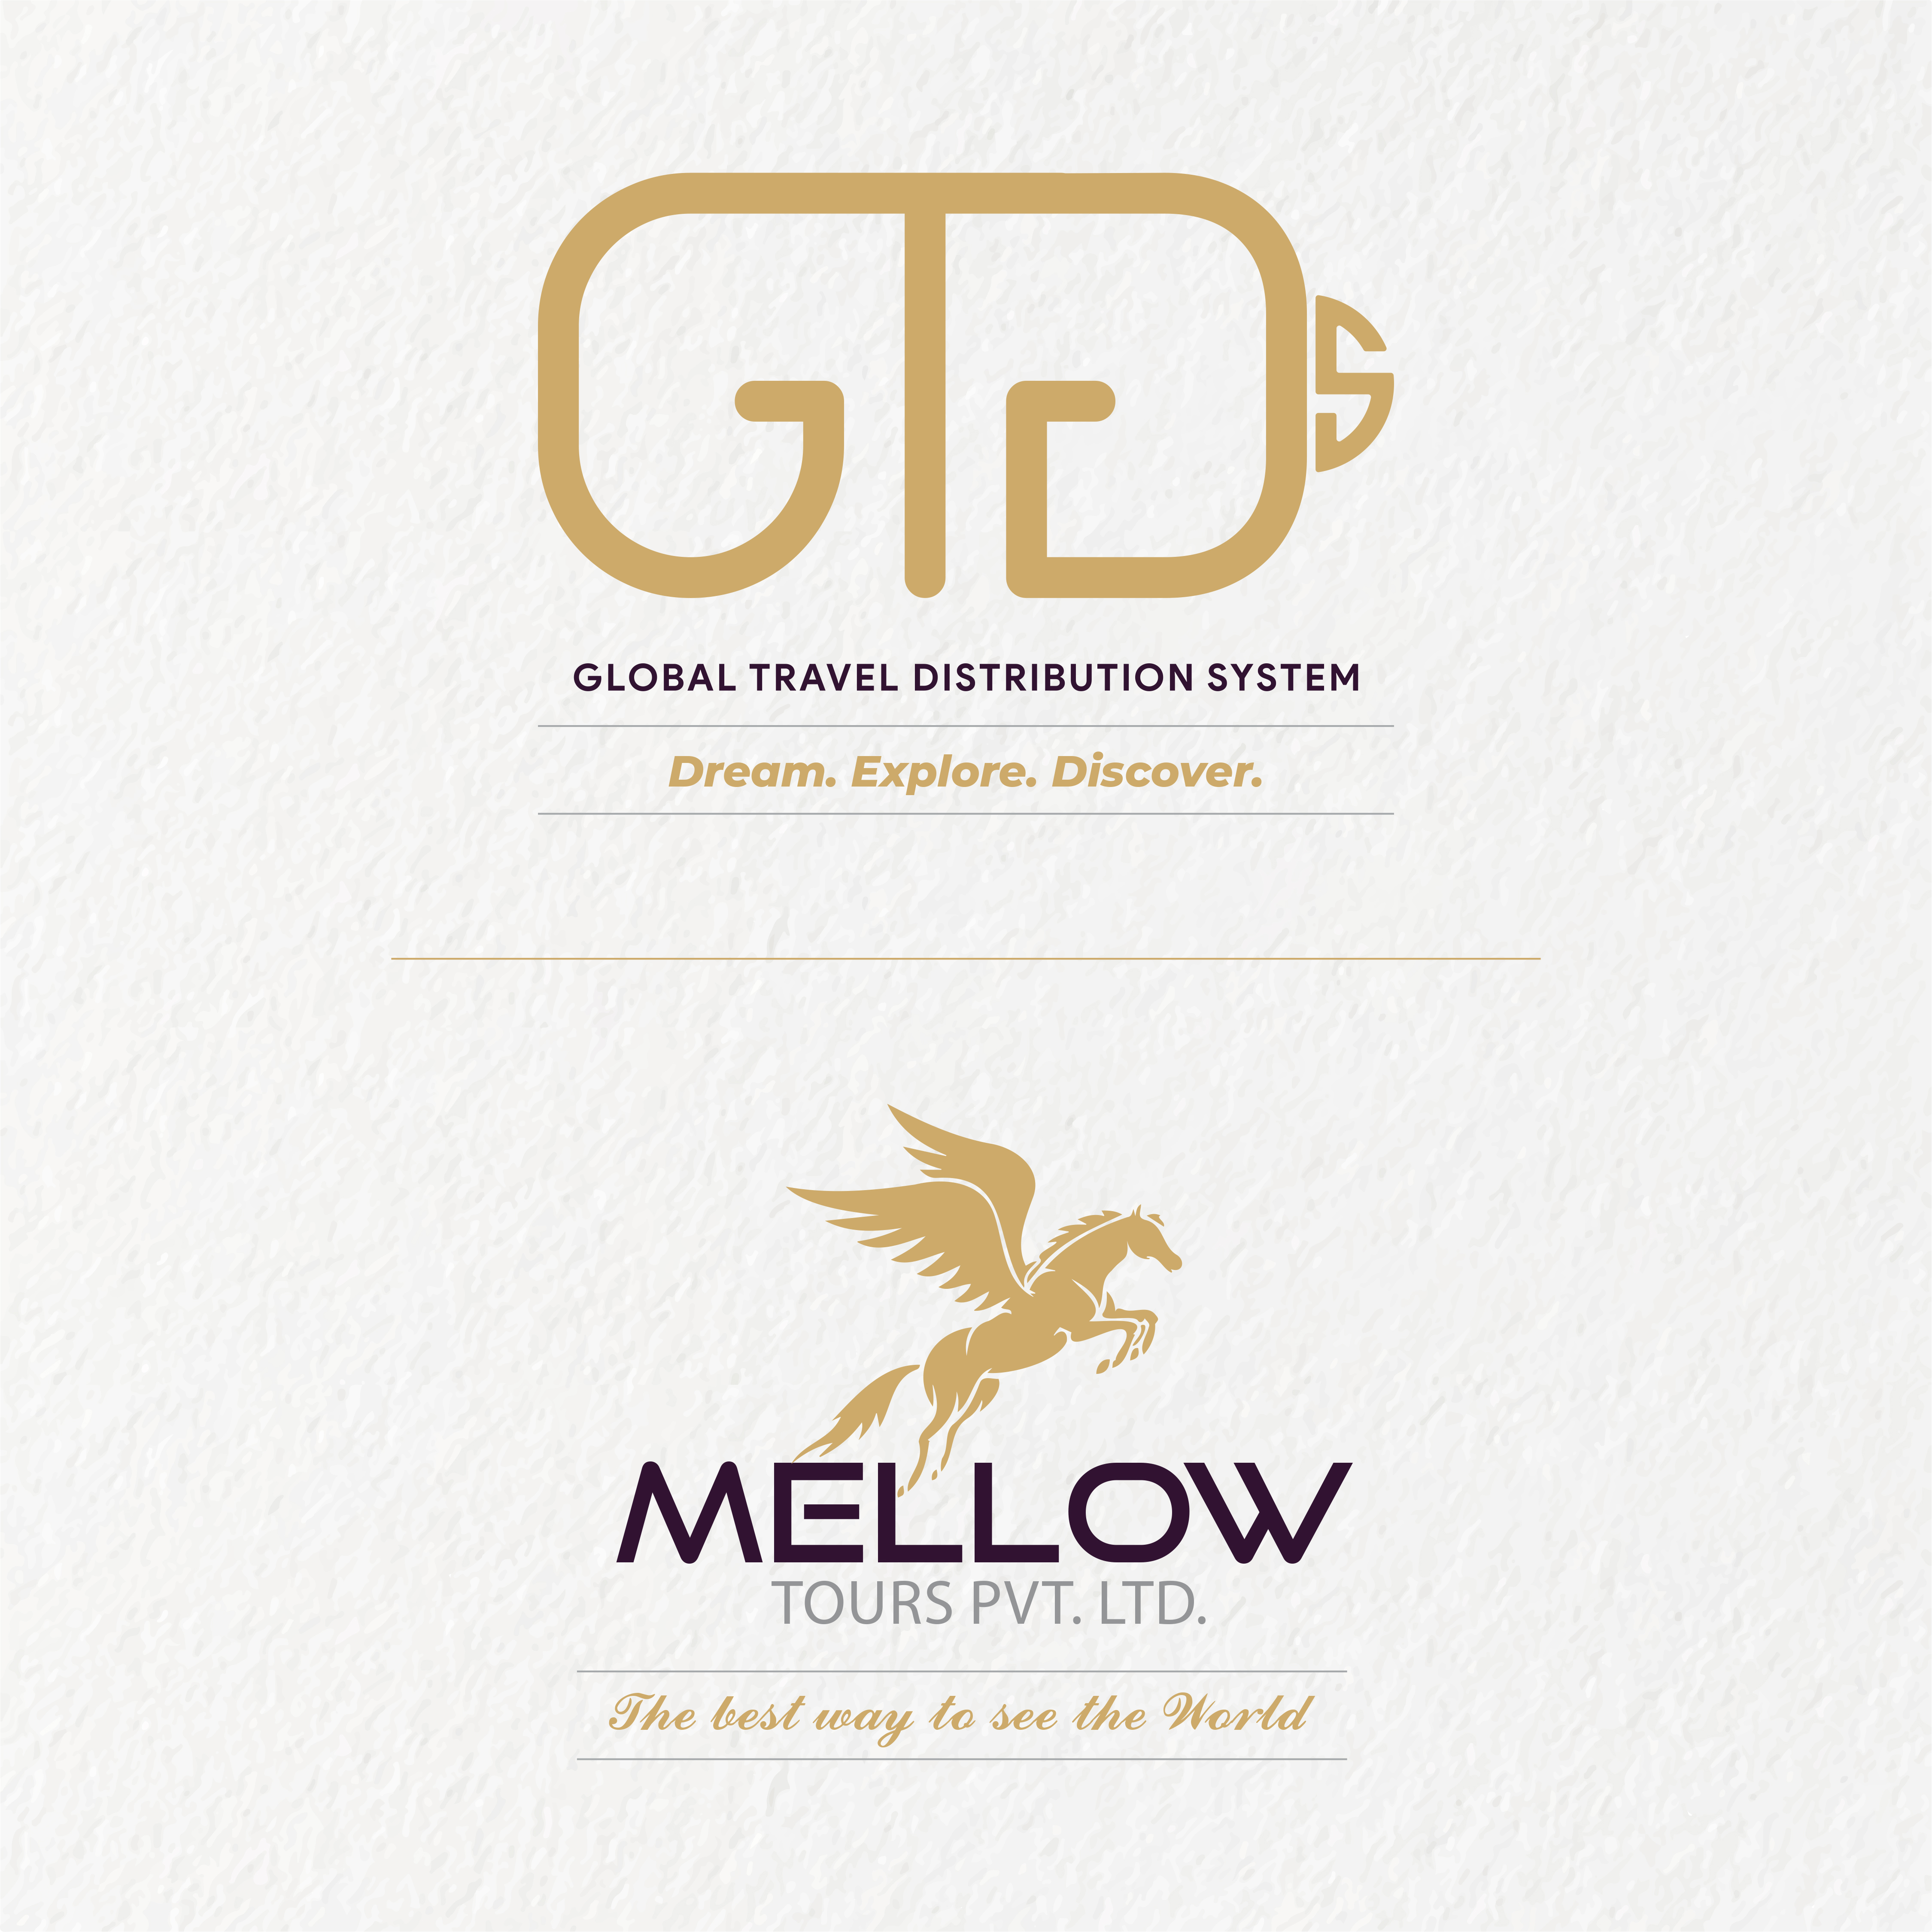 GTDS
GLOBAL TRAVEL DISTRIBUTION SYSTEM
Dream. Explore. Discover.
MELLOW
TOURS PVT. LTD.
The best way to see the World